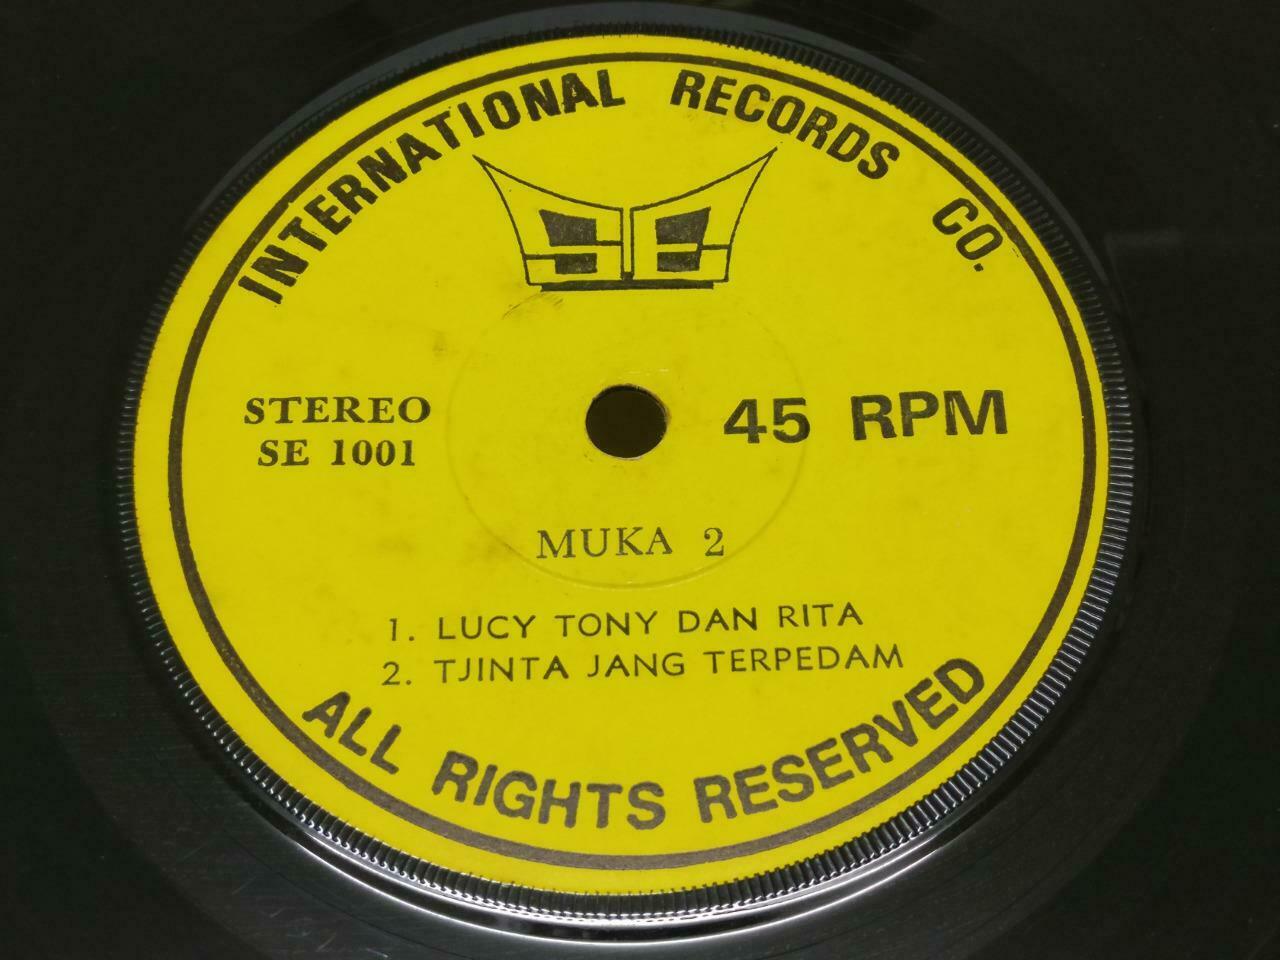 INTERNATIONAL RECORDS CO.
SE
STEREO
SE 1001
45 RPM
MUKA 2
1. LUCY TONY DAN RITA
2. TJINTA JANG TERPEDAM
ALL RIGHTS RESERVED